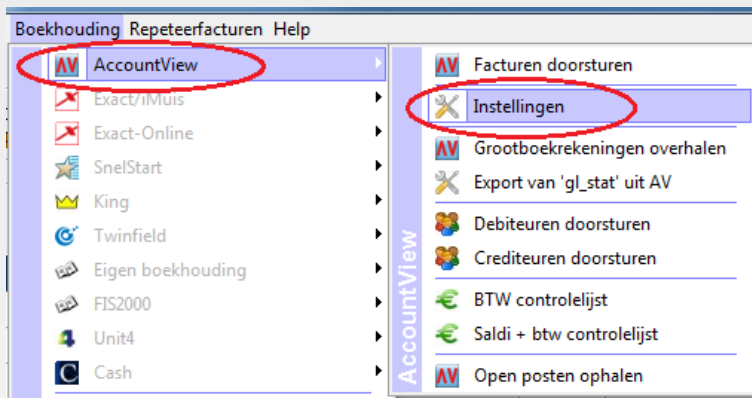 Boekhouding Repeteerfacturen Help
AccountView
Exact/iMuis
Exact-Online
SnelStart
King
Twinfield
Eigen boekhouding
FIS2000
Unit4
Cash
AccountView
Facturen doorsturen
Instellingen
Grootboekrekeningen overhalen
Export van 'gl_stat' uit AV
Debiteuren doorsturen
Crediteuren doorsturen
BTW controlelijst
Saldi + btw controlelijst
Open posten ophalen